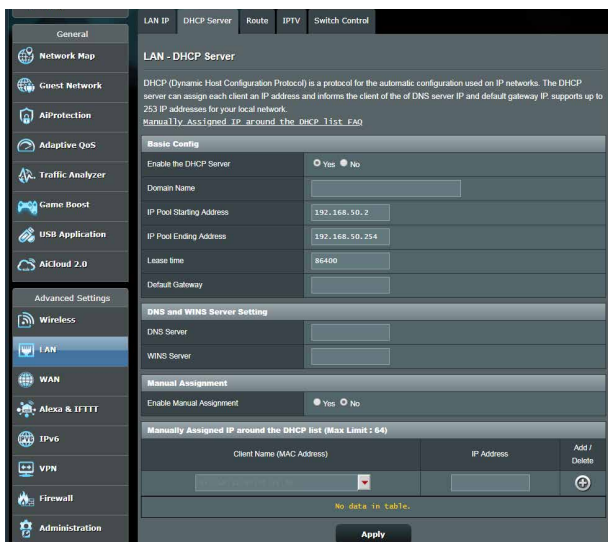 LAN IP DHCP Server Route IPTV Switch Control
General
Network Map
Guest Network
AiProtection
Adaptive QoS
Traffic Analyzer
Game Boost
USB Application
AiCloud 2.0
Advanced Settings
Wireless
LAN
WAN
Alexa & IFTTT
IPv6
VPN
Firewall
Administration
LAN - DHCP Server
DHCP (Dynamic Host Configuration Protocol) is a protocol for the automatic configuration used on IP networks. The DHCP
server can assign each client an IP address and informs the client of the of DNS server IP and default gateway IP. supports up to
253 IP addresses for your local network.
Manually Assigned IP around the DHCP list FAQ
Basic Config
Enable the DHCP Server Yes No
Domain Name
IP Pool Starting Address 192.168.50.2
IP Pool Ending Address 192.168.50.254
Lease time 86400
Default Gateway
DNS and WINS Server Setting
DNS Server
WINS Server
Manual Assignment
Enable Manual Assignment Yes No
Manually Assigned IP around the DHCP list (Max Limit : 64)
Client Name (MAC Address) IP Address Add /
Delete
No data in table.
Apply